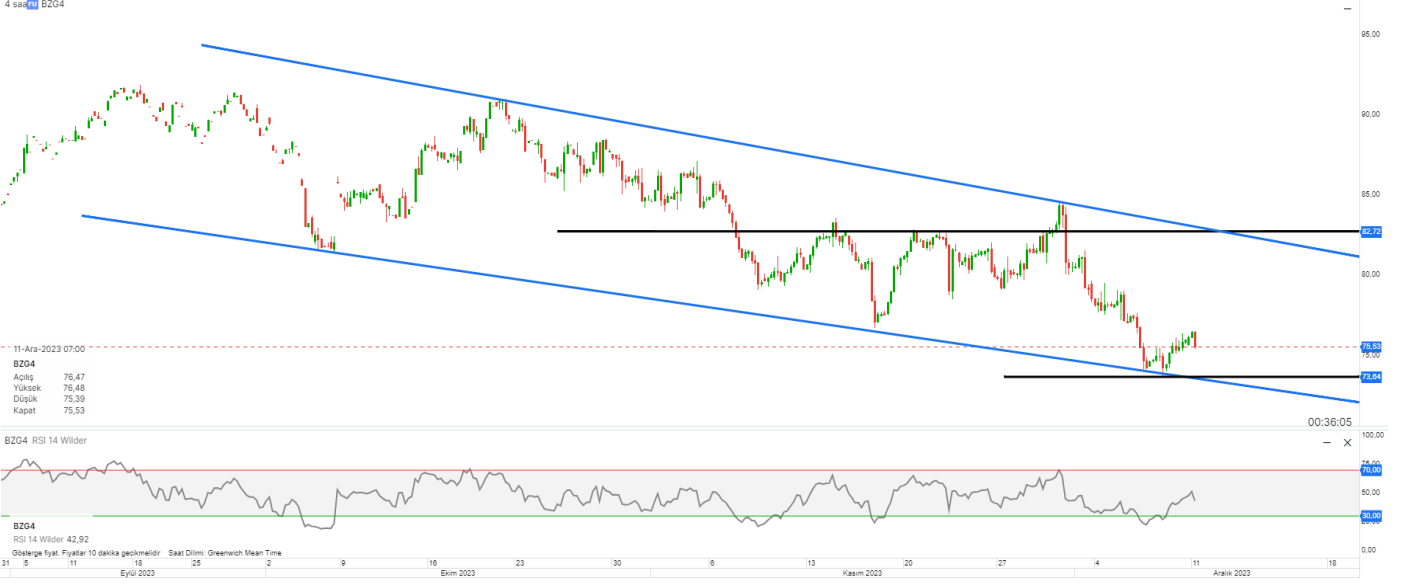 4 saa ru BZG4
95,00
90,00
85,00
82,72
80,00
11-Ara-2023 07:00
75,53
75,00
BZG4
Açılış 76,47
Yüksek 76,48
Düşük 75,39
Kapat 75,53
73,64
00:36:05
BZG4 RSI 14 Wilder
100,00
75,00
70,00
50,00
30,00
BZG4
RSI 14 Wilder 42,92
0,00
Gösterge fiyat. Fiyatlar 10 dakika gecikmelidir Saat Dilimi: Greenwich Mean Time
31 5 11 18 25 2 9 16 23 30 6 13 20 27 4 11 18
Eylül 2023 Ekim 2023 Kasım 2023 Aralık 2023